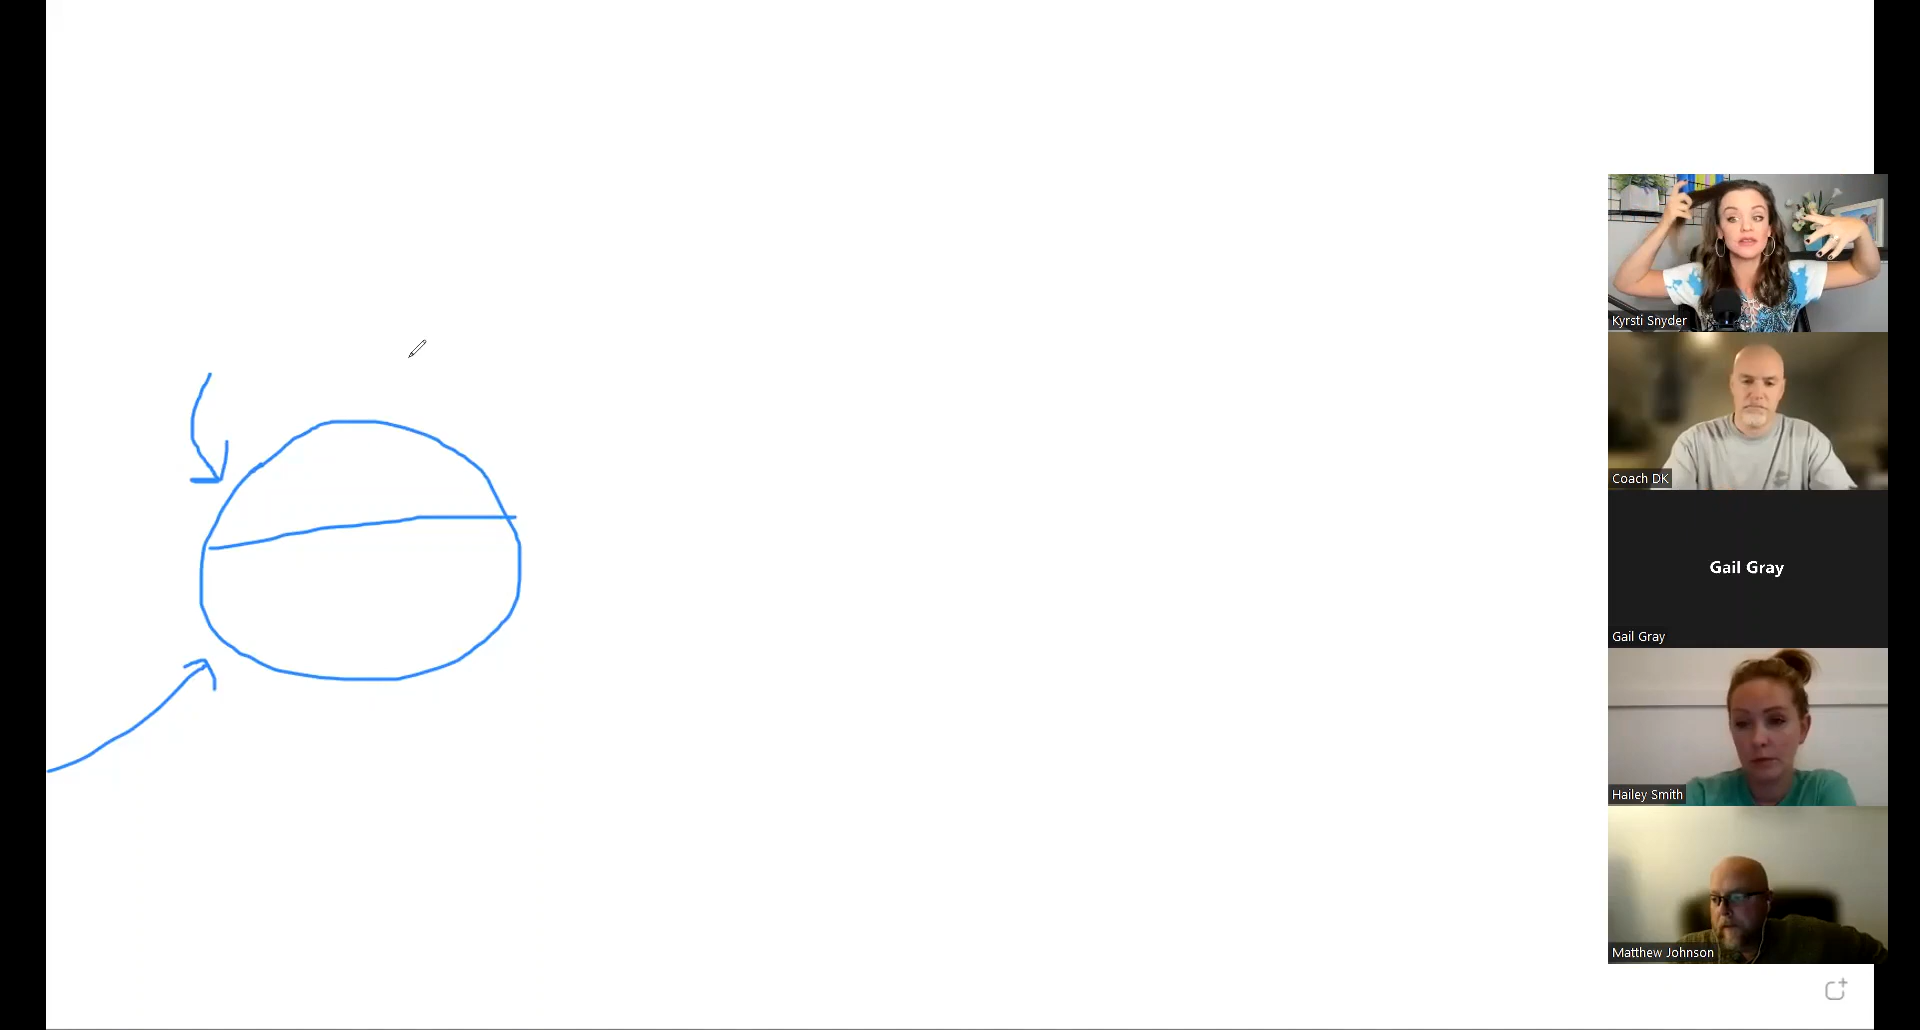 Kyrsti Snyder
Coach DK
Gail Gray
Gail Gray
Hailey Smith
Matthew Johnson